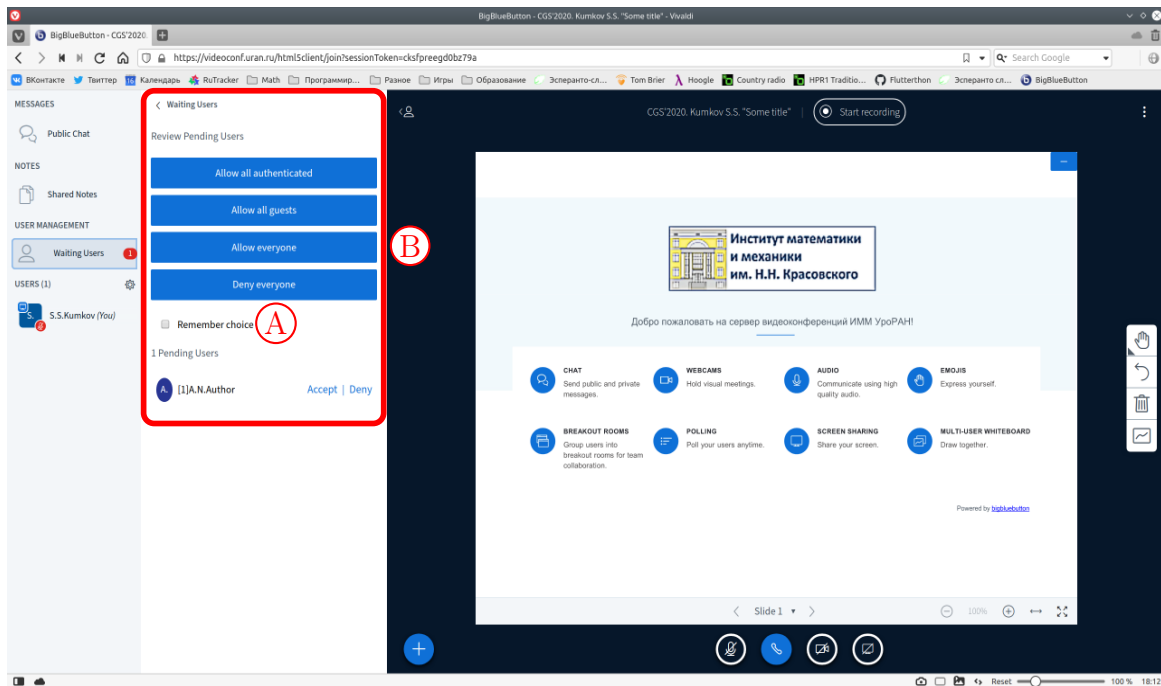 BigBlueButton - CGS'2020. Kumkov S.S. "Some title" - Vivaldi
BigBlueButton - CGS'2020.
https://videoconf.uran.ru/html5client/join?sessionToken=cksfpreegd0bz79a
Search Google
ВКонтакте
Твиттер
16 Календарь
RuTracker
Math
Программир...
Разное
Игры
Образование
Эсперанто-сл...
Tom Brier
Hoogle
Country radio
HPR1 Traditio...
Flutterthon
Эсперанто сл...
BigBlueButton
MESSAGES
Public Chat
NOTES
Shared Notes
USER MANAGEMENT
Waiting Users 1
USERS (1)
S. S.S.Kumkov (You)
Waiting Users
Review Pending Users
Allow all authenticated
Allow all guests
Allow everyone
Deny everyone
Remember choice
A
1 Pending Users
A. [1]A.N.Author Accept | Deny
B
CGS'2020. Kumkov S.S. "Some title" | Start recording
Институт математики
и механики
им. Н.Н. Красовского
Добро пожаловать на сервер видеоконференций ИММ УроРАН!
CHAT
Send public and private
messages.
WEBCAMS
Hold visual meetings.
AUDIO
Communicate using high
quality audio.
EMOJIS
Express yourself.
BREAKOUT ROOMS
Group users into
breakout rooms for team
collaboration.
POLLING
Poll your users anytime.
SCREEN SHARING
Share your screen.
MULTI-USER WHITEBOARD
Draw together.
Powered by bigbluebutton
Slide 1
100%
Reset
100 %
18:12